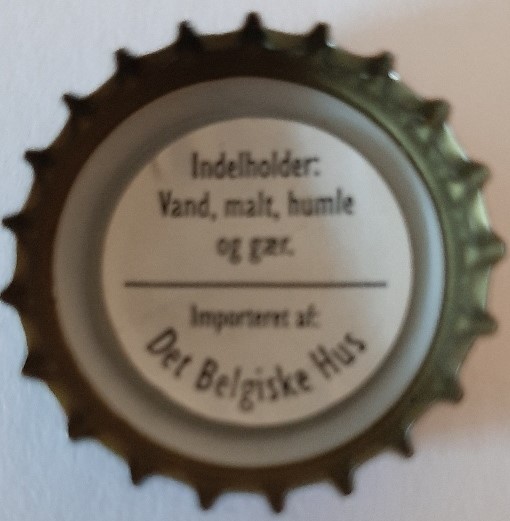 Indelholder:
Vand, malt, humle
og gær.
Importeret af:
Det Belgiske Hus